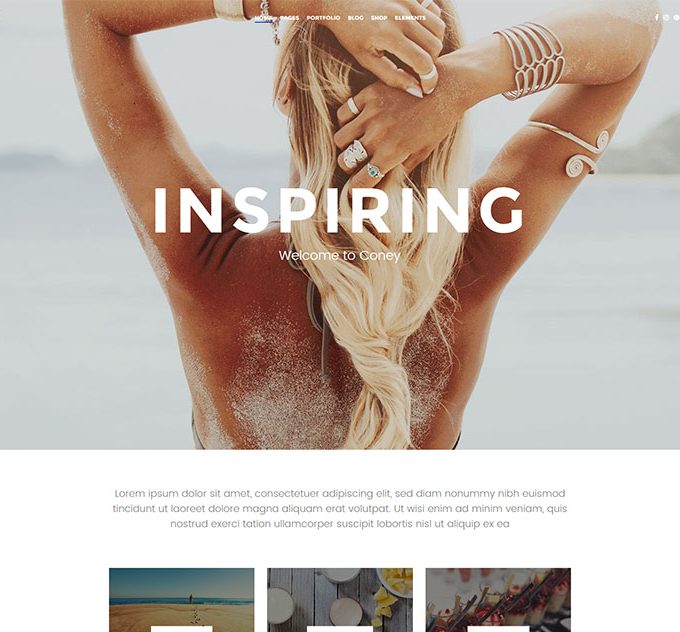 HOME PAGES PORTFOLIO BLOG SHOP ELEMENTS
INSPIRING
Welcome to Coney
Lorem ipsum dolor sit amet, consectetuer adipiscing elit, sed diam nonummy nibh euismod
tincidunt ut laoreet dolore magna aliquam erat volutpat. Ut wisi enim ad minim veniam, quis
nostrud exerci tation ullamcorper suscipit lobortis nisl ut aliquip ex ea